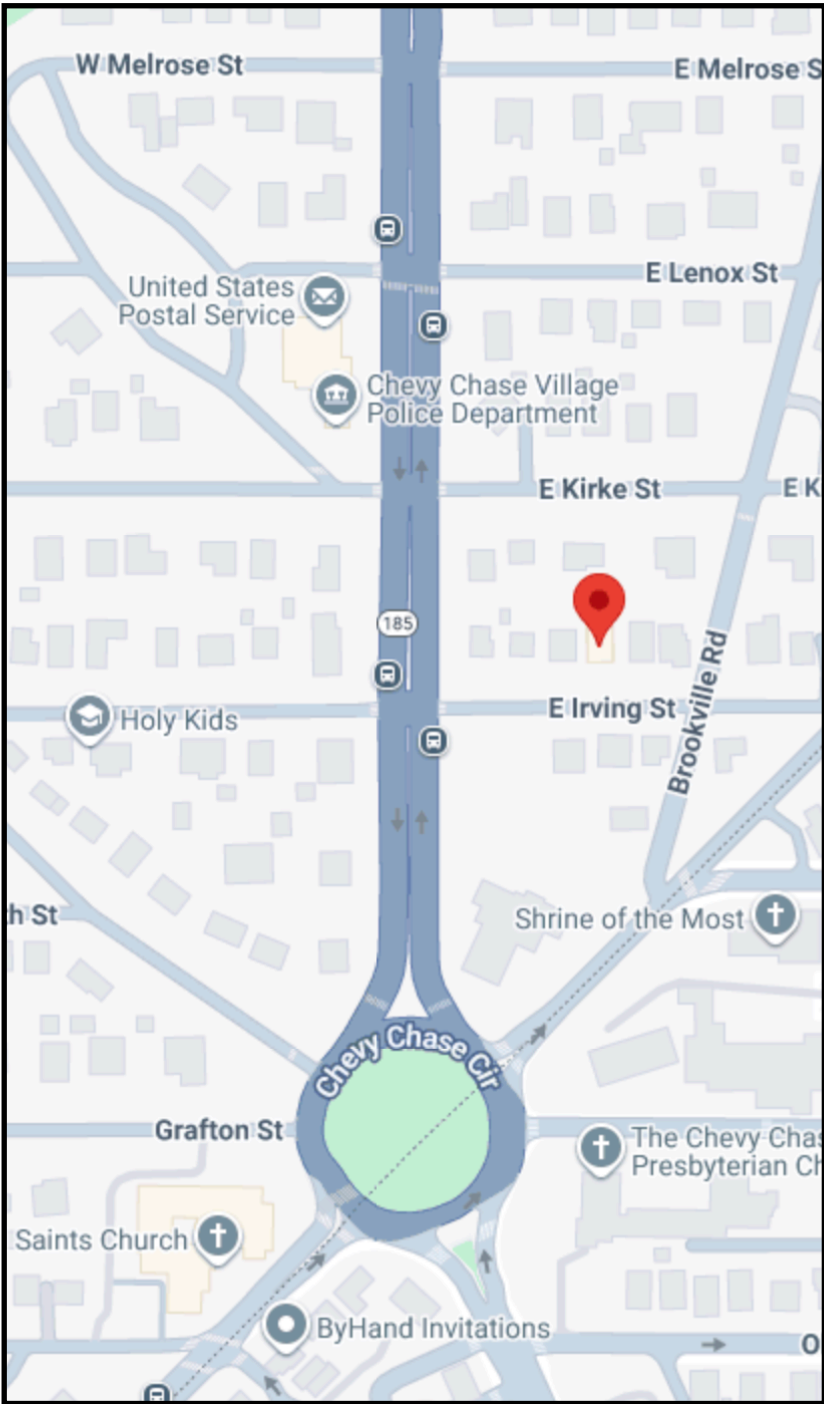 W Melrose St
E Melrose S
E Lenox St
United States
Postal Service
Chevy Chase Village
Police Department
E Kirke St
E K
185
E Irving St
Brookville Rd
Holy Kids
h St
Shrine of the Most
Chevy Chase Cir
Grafton St
The Chevy Chas
Presbyterian Ch
Saints Church
ByHand Invitations
O